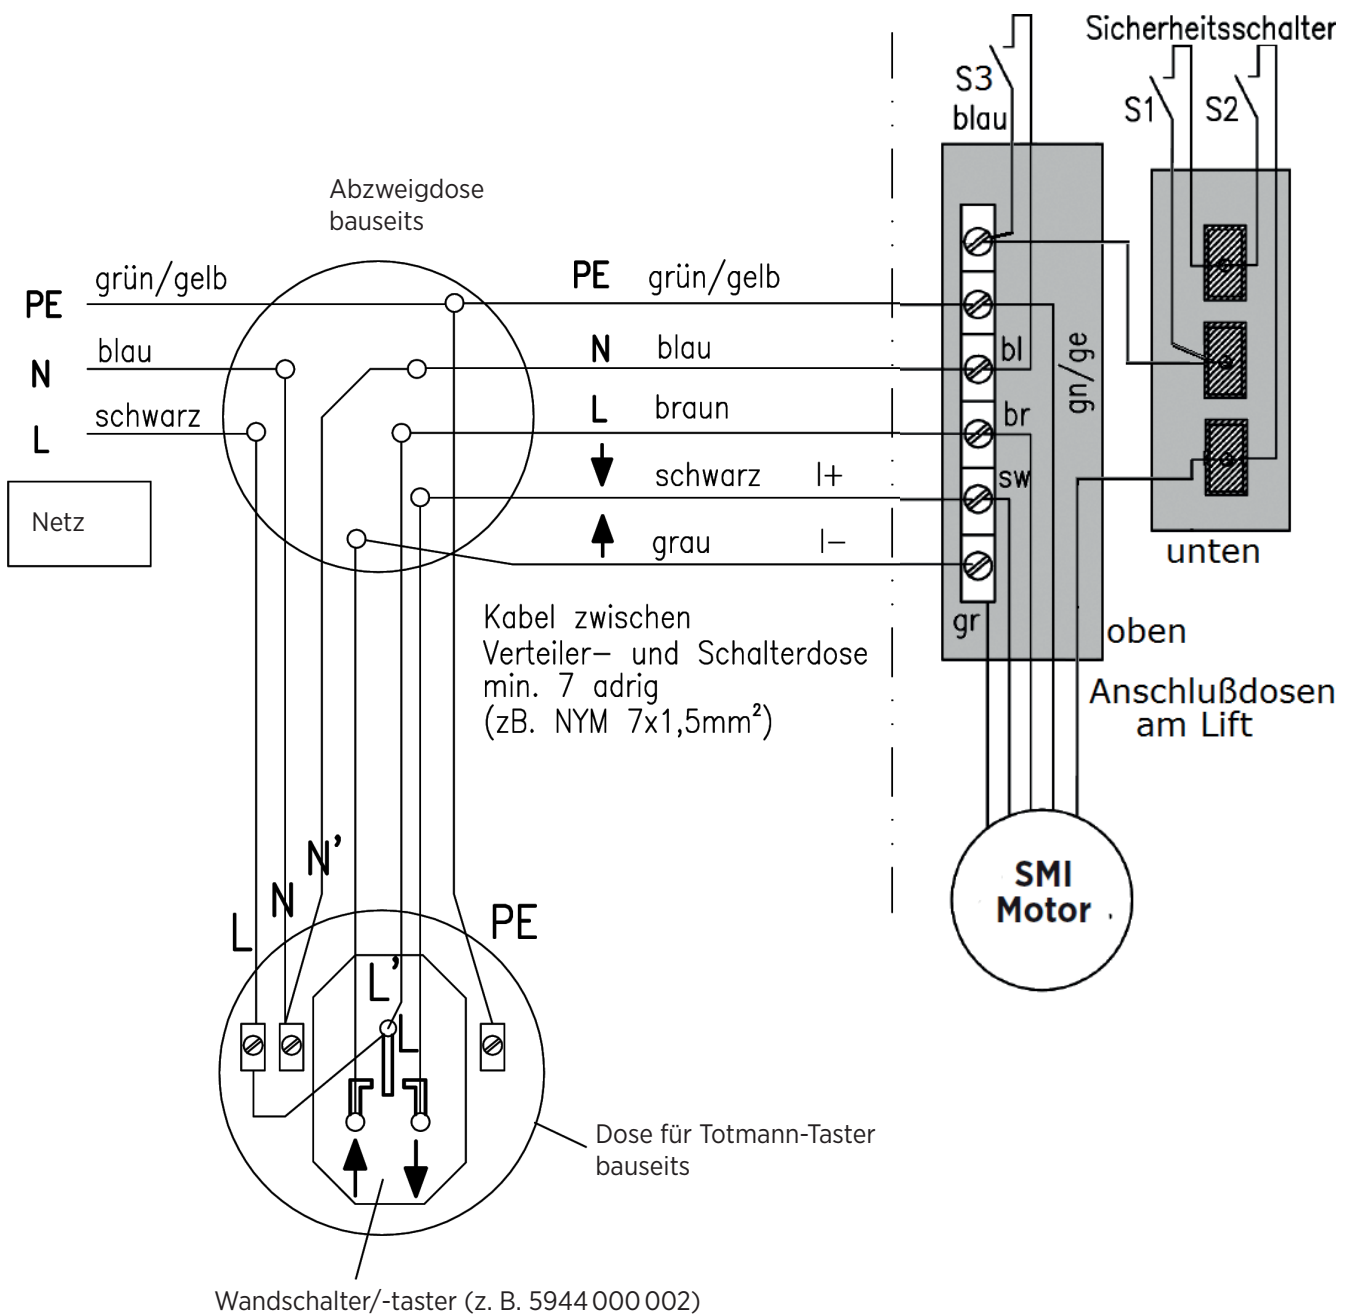 Sicherheitsschalter
S3
blau
S1
S2
Abzweigdose
bauseits
PE
grün/gelb
PE
grün/gelb
N
blau
N
blau
bl
gn/ge
L
schwarz
L
braun
br
Netz
schwarz
I+
sw
grau
I–
unten
gr
oben
Kabel zwischen
Verteiler– und Schalterdose
min. 7 adrig
(zB. NYM 7x1,5mm²)
Anschlußdosen
am Lift
SMI
Motor
L
N
N’
PE
L’
L
Dose für Totmann-Taster
bauseits
Wandschalter/-taster (z. B. 5944 000 002)